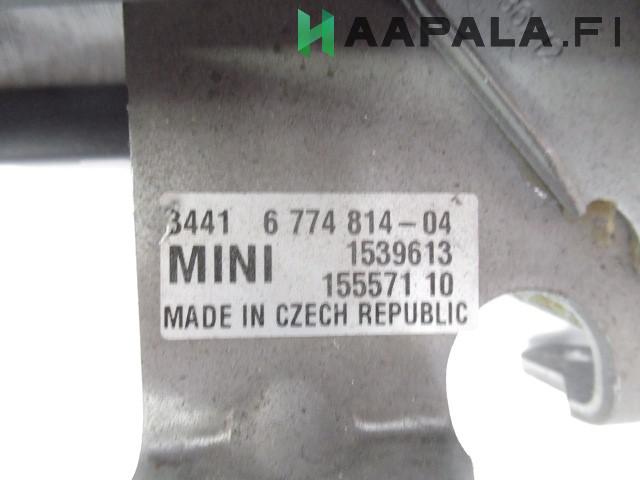 HAAPALA.FI
3441 6 774 814-04
MINI 1539613
155571 10
MADE IN CZECH REPUBLIC